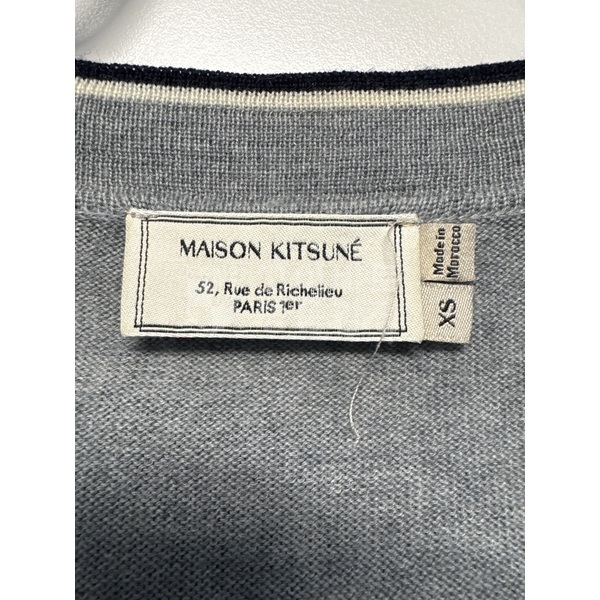 MAISON KITSUNÉ
52, Rue de Richelieu
PARIS 1er
Made in
Morocco
XS